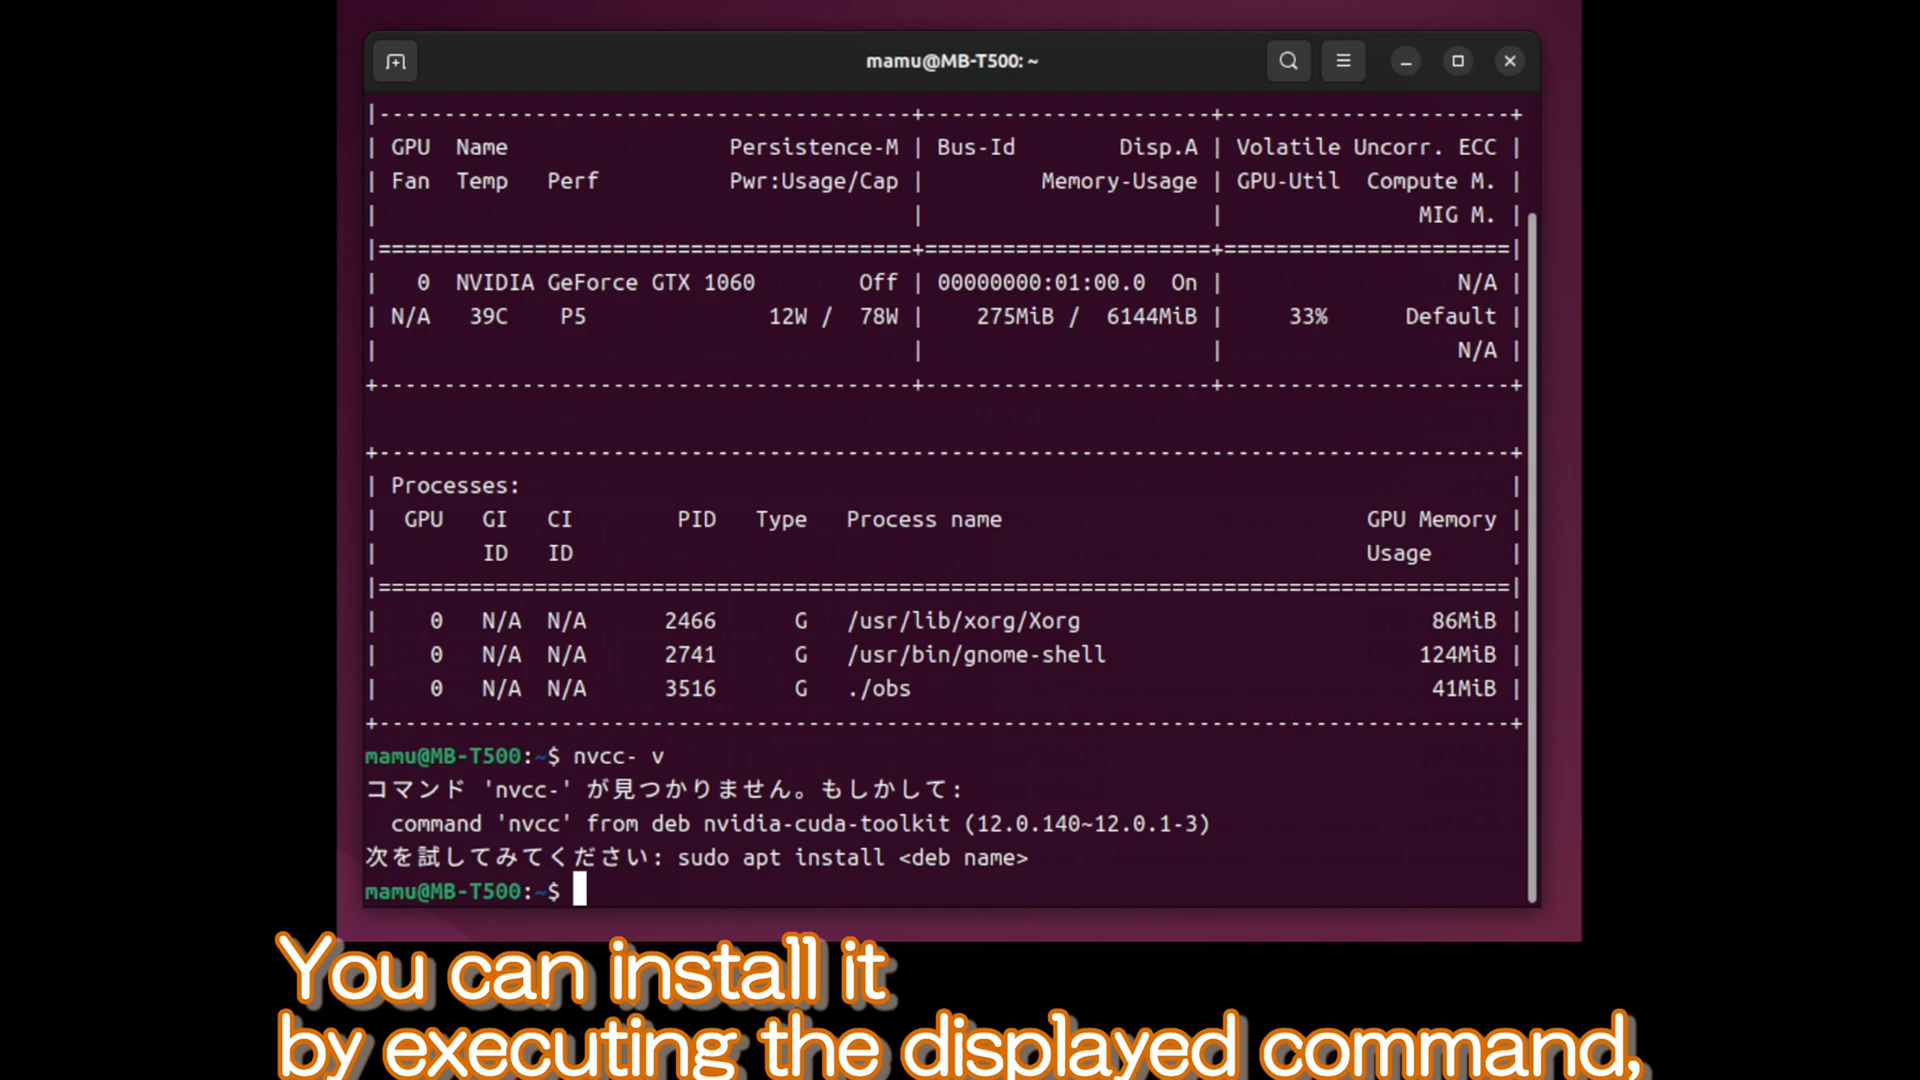 mamu@MB-T500: ~
|-----------------------------------------+----------------------+----------------------+
| GPU  Name                 Persistence-M | Bus-Id        Disp.A | Volatile Uncorr. ECC |
| Fan  Temp   Perf          Pwr:Usage/Cap |         Memory-Usage | GPU-Util  Compute M. |
|                                         |                      |               MIG M. |
|=========================================+======================+======================|
|   0  NVIDIA GeForce GTX 1060        Off | 00000000:01:00.0  On |                  N/A |
| N/A   39C    P5              12W /  78W |    275MiB /  6144MiB |     33%      Default |
|                                         |                      |                  N/A |
+-----------------------------------------+----------------------+----------------------+
+---------------------------------------------------------------------------------------+
| Processes:                                                                            |
|  GPU   GI   CI        PID   Type   Process name                            GPU Memory |
|        ID   ID                                                             Usage      |
|=======================================================================================|
|    0   N/A  N/A      2466      G   /usr/lib/xorg/Xorg                           86MiB |
|    0   N/A  N/A      2741      G   /usr/bin/gnome-shell                        124MiB |
|    0   N/A  N/A      3516      G   ./obs                                        41MiB |
+---------------------------------------------------------------------------------------+
mamu@MB-T500:~$ nvcc- v
コマンド 'nvcc-' が見つかりません。もしかして:
  command 'nvcc' from deb nvidia-cuda-toolkit (12.0.140~12.0.1-3)
次を試してみてください: sudo apt install <deb name>
mamu@MB-T500:~$
You can install it
by executing the displayed command,